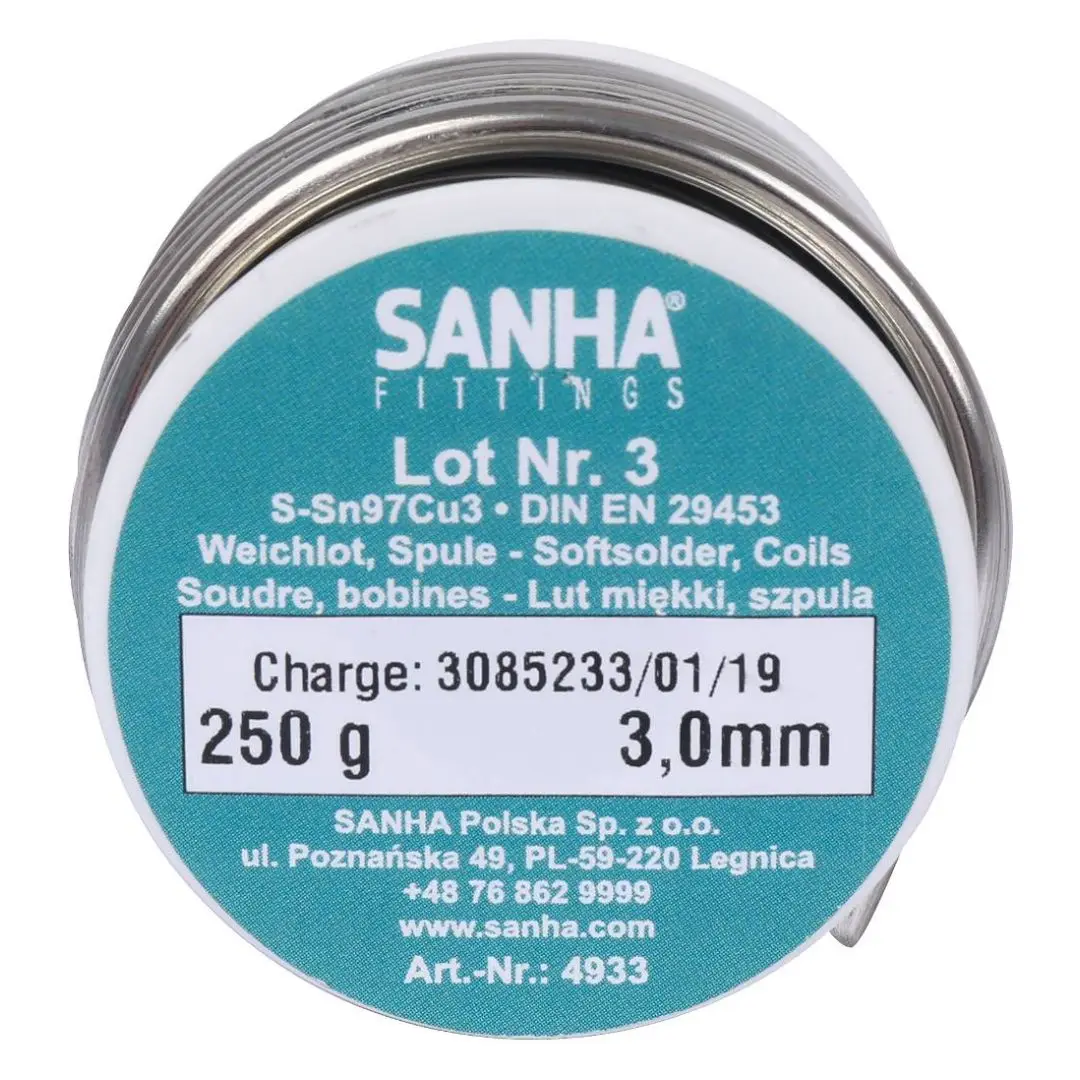 SANHA®
FITTINGS
Lot Nr. 3
S-Sn97Cu3 • DIN EN 29453
Weichlot, Spule - Softsolder, Coils
Soudre, bobines - Lut miękki, szpula
Charge: 3085233/01/19
250 g 3,0mm
SANHA Polska Sp. z o.o.
ul. Poznańska 49, PL-59-220 Legnica
+48 76 862 9999
www.sanha.com
Art.-Nr.: 4933